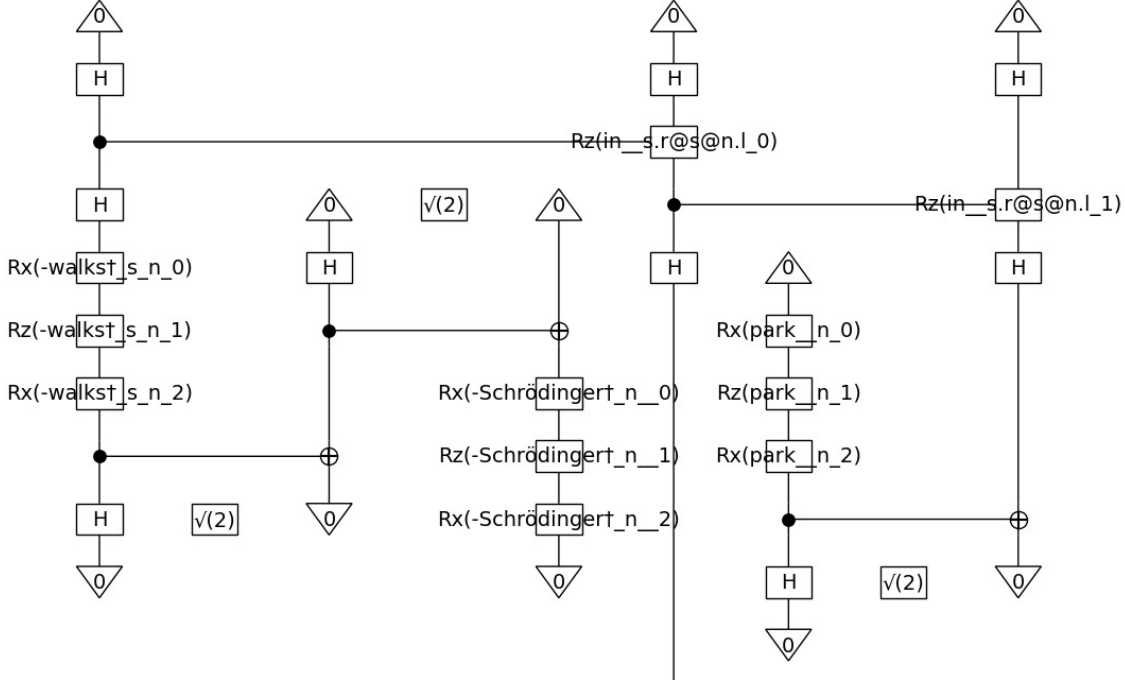 0 0 0
H H H
Rz(in__s.r@s@n.l_0)
H 0 √(2) 0 Rz(in__s.r@s@n.l_1)
Rx(-walks†_s_n_0) H H 0 H
Rz(-walks†_s_n_1) Rx(park__n_0)
Rx(-walks†_s_n_2) Rx(-Schrödinger†_n__0) Rz(park__n_1)
Rz(-Schrödinger†_n__1) Rx(park__n_2)
H √(2) 0 Rx(-Schrödinger†_n__2)
0 0 H √(2) 0
0